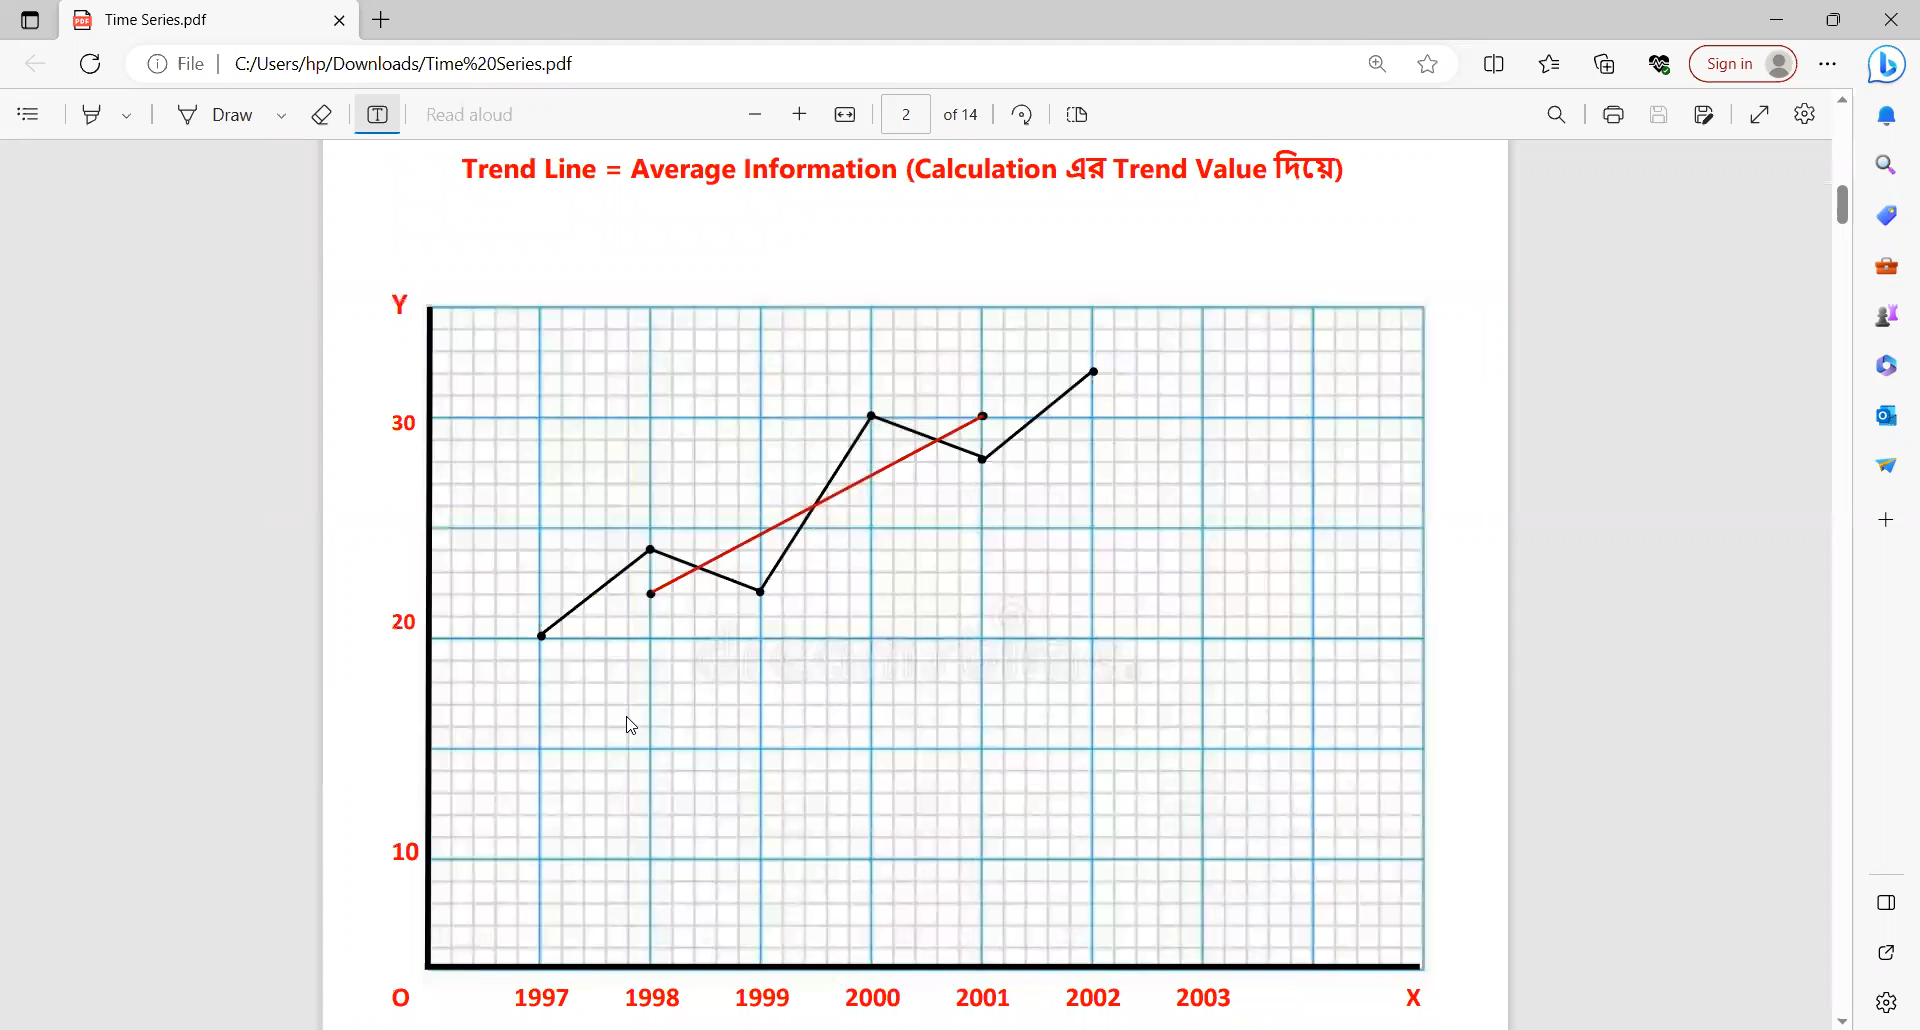 Time Series.pdf
File
C:/Users/hp/Downloads/Time%20Series.pdf
Sign in
Draw
Read aloud
2 of 14
Trend Line = Average Information (Calculation এর Trend Value দিয়ে)
Y
30
20
10
O 1997 1998 1999 2000 2001 2002 2003 X